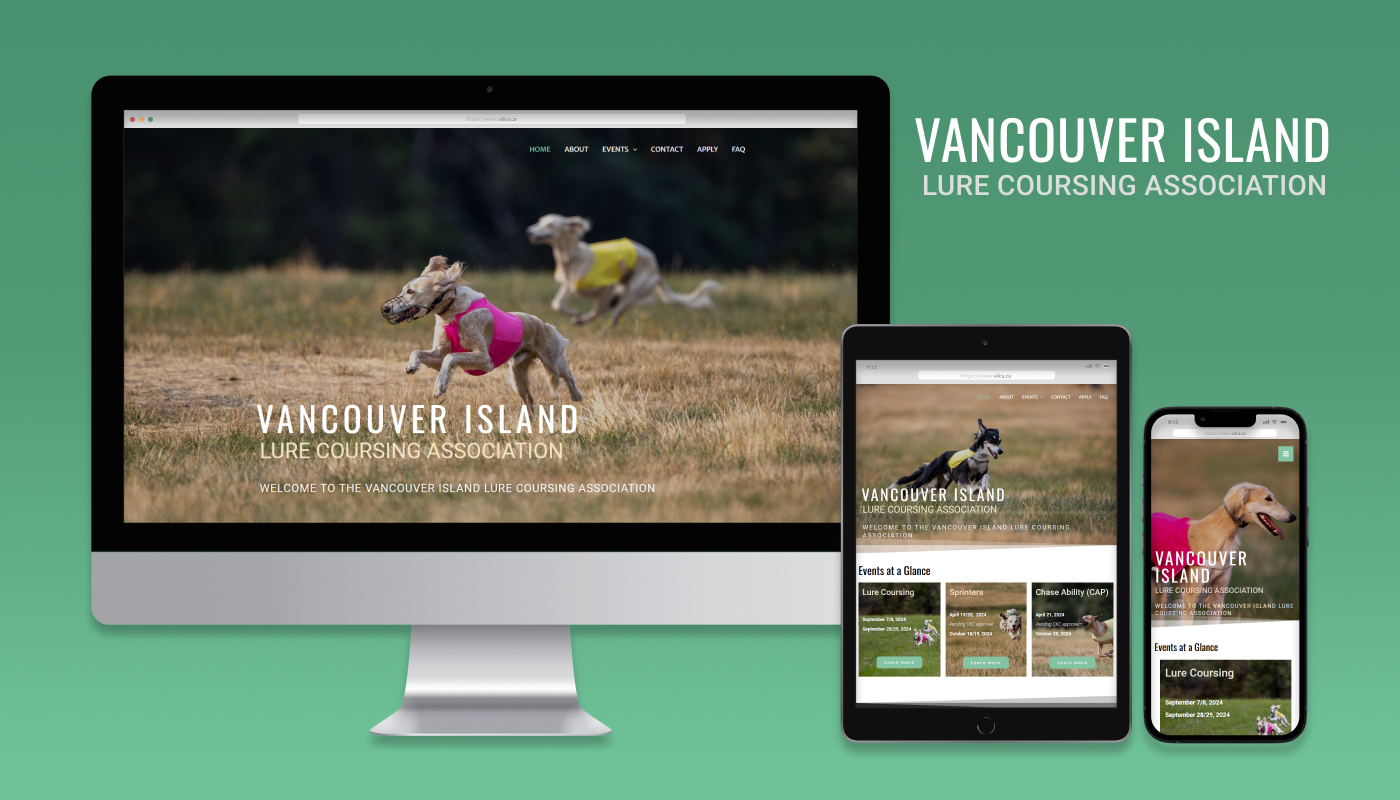 VANCOUVER ISLAND
LURE COURSING ASSOCIATION
https://www.vilca.ca
HOME ABOUT EVENTS CONTACT APPLY FAQ
VANCOUVER ISLAND
LURE COURSING ASSOCIATION
WELCOME TO THE VANCOUVER ISLAND LURE COURSING ASSOCIATION
9:13
https://www.vilca.ca
HOME ABOUT EVENTS CONTACT APPLY FAQ
VANCOUVER ISLAND
LURE COURSING ASSOCIATION
WELCOME TO THE VANCOUVER ISLAND LURE COURSING
ASSOCIATION
Events at a Glance
Lure Coursing
September 7/8, 2024
September 28/29, 2024
Learn more
Sprinters
April 19/20, 2024
Pending CKC approval
October 18/19, 2024
Learn more
Chase Ability (CAP)
April 21, 2024
Pending CKC approval
October 20, 2024
Learn more
9:13
https://www.vilca.ca
VANCOUVER
ISLAND
LURE COURSING ASSOCIATION
WELCOME TO THE VANCOUVER ISLAND LURE
COURSING ASSOCIATION
Events at a Glance
Lure Coursing
September 7/8, 2024
September 28/29, 2024